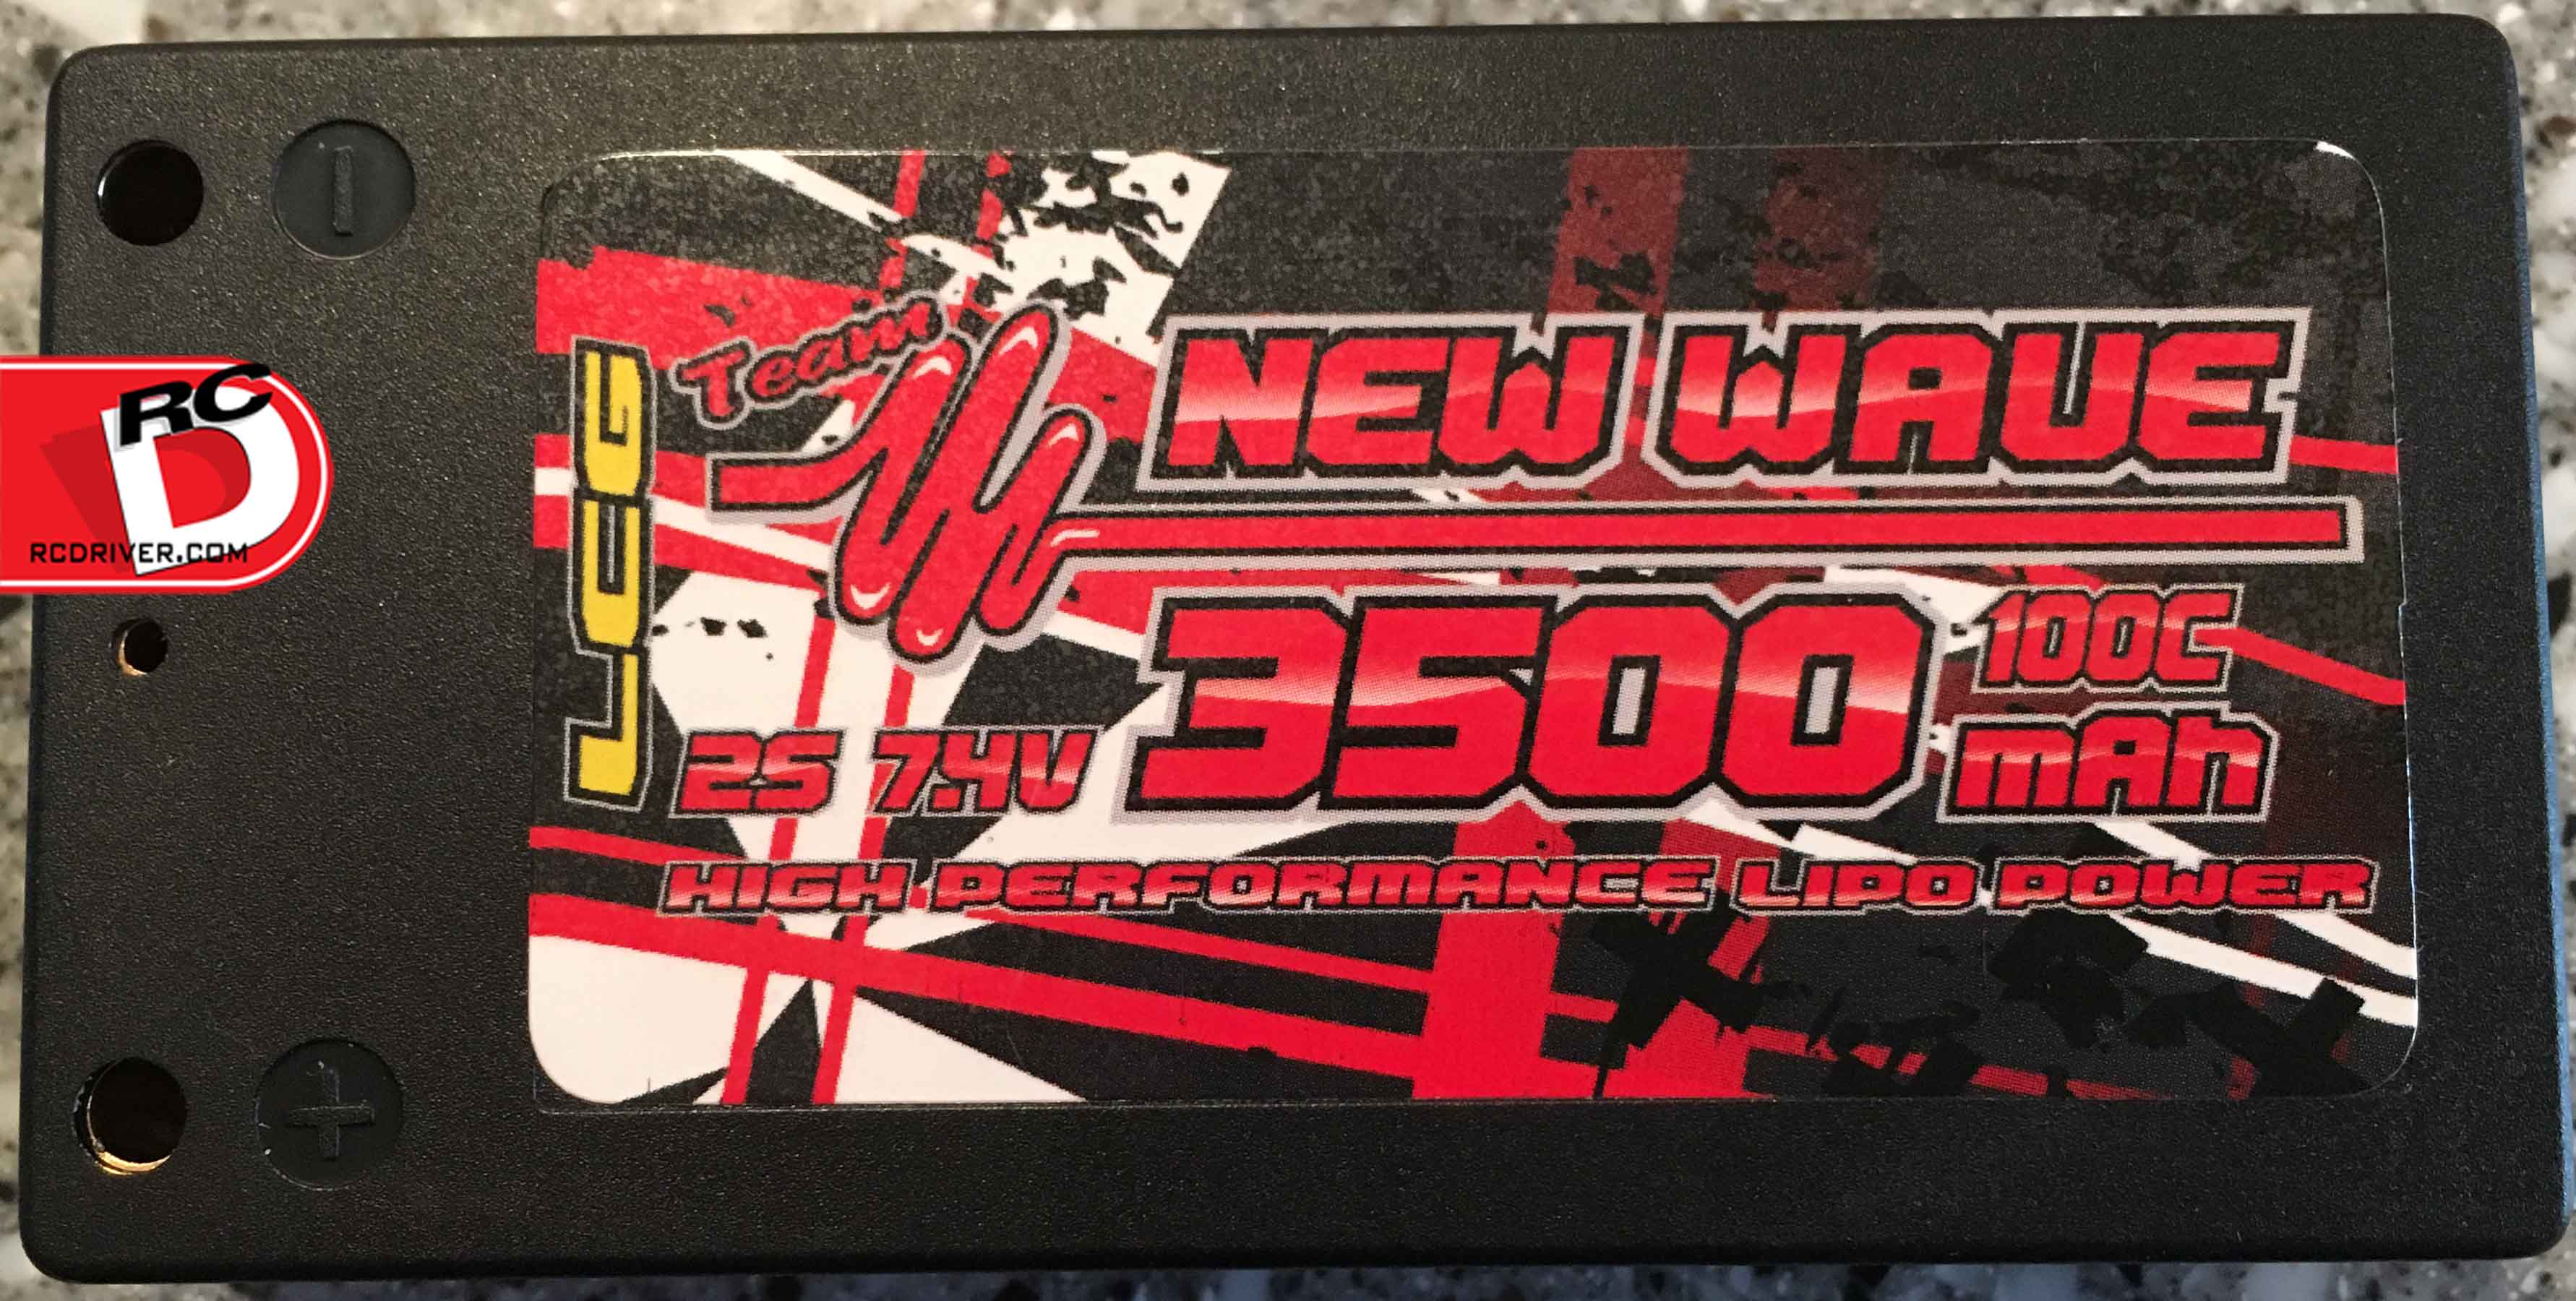 Team
NEW WAVE
LCG
3500 100C
mAh
2S 7.4V
HIGH PERFORMANCE LIPO POWER
RC
D
RCDRIVER.COM
−
+